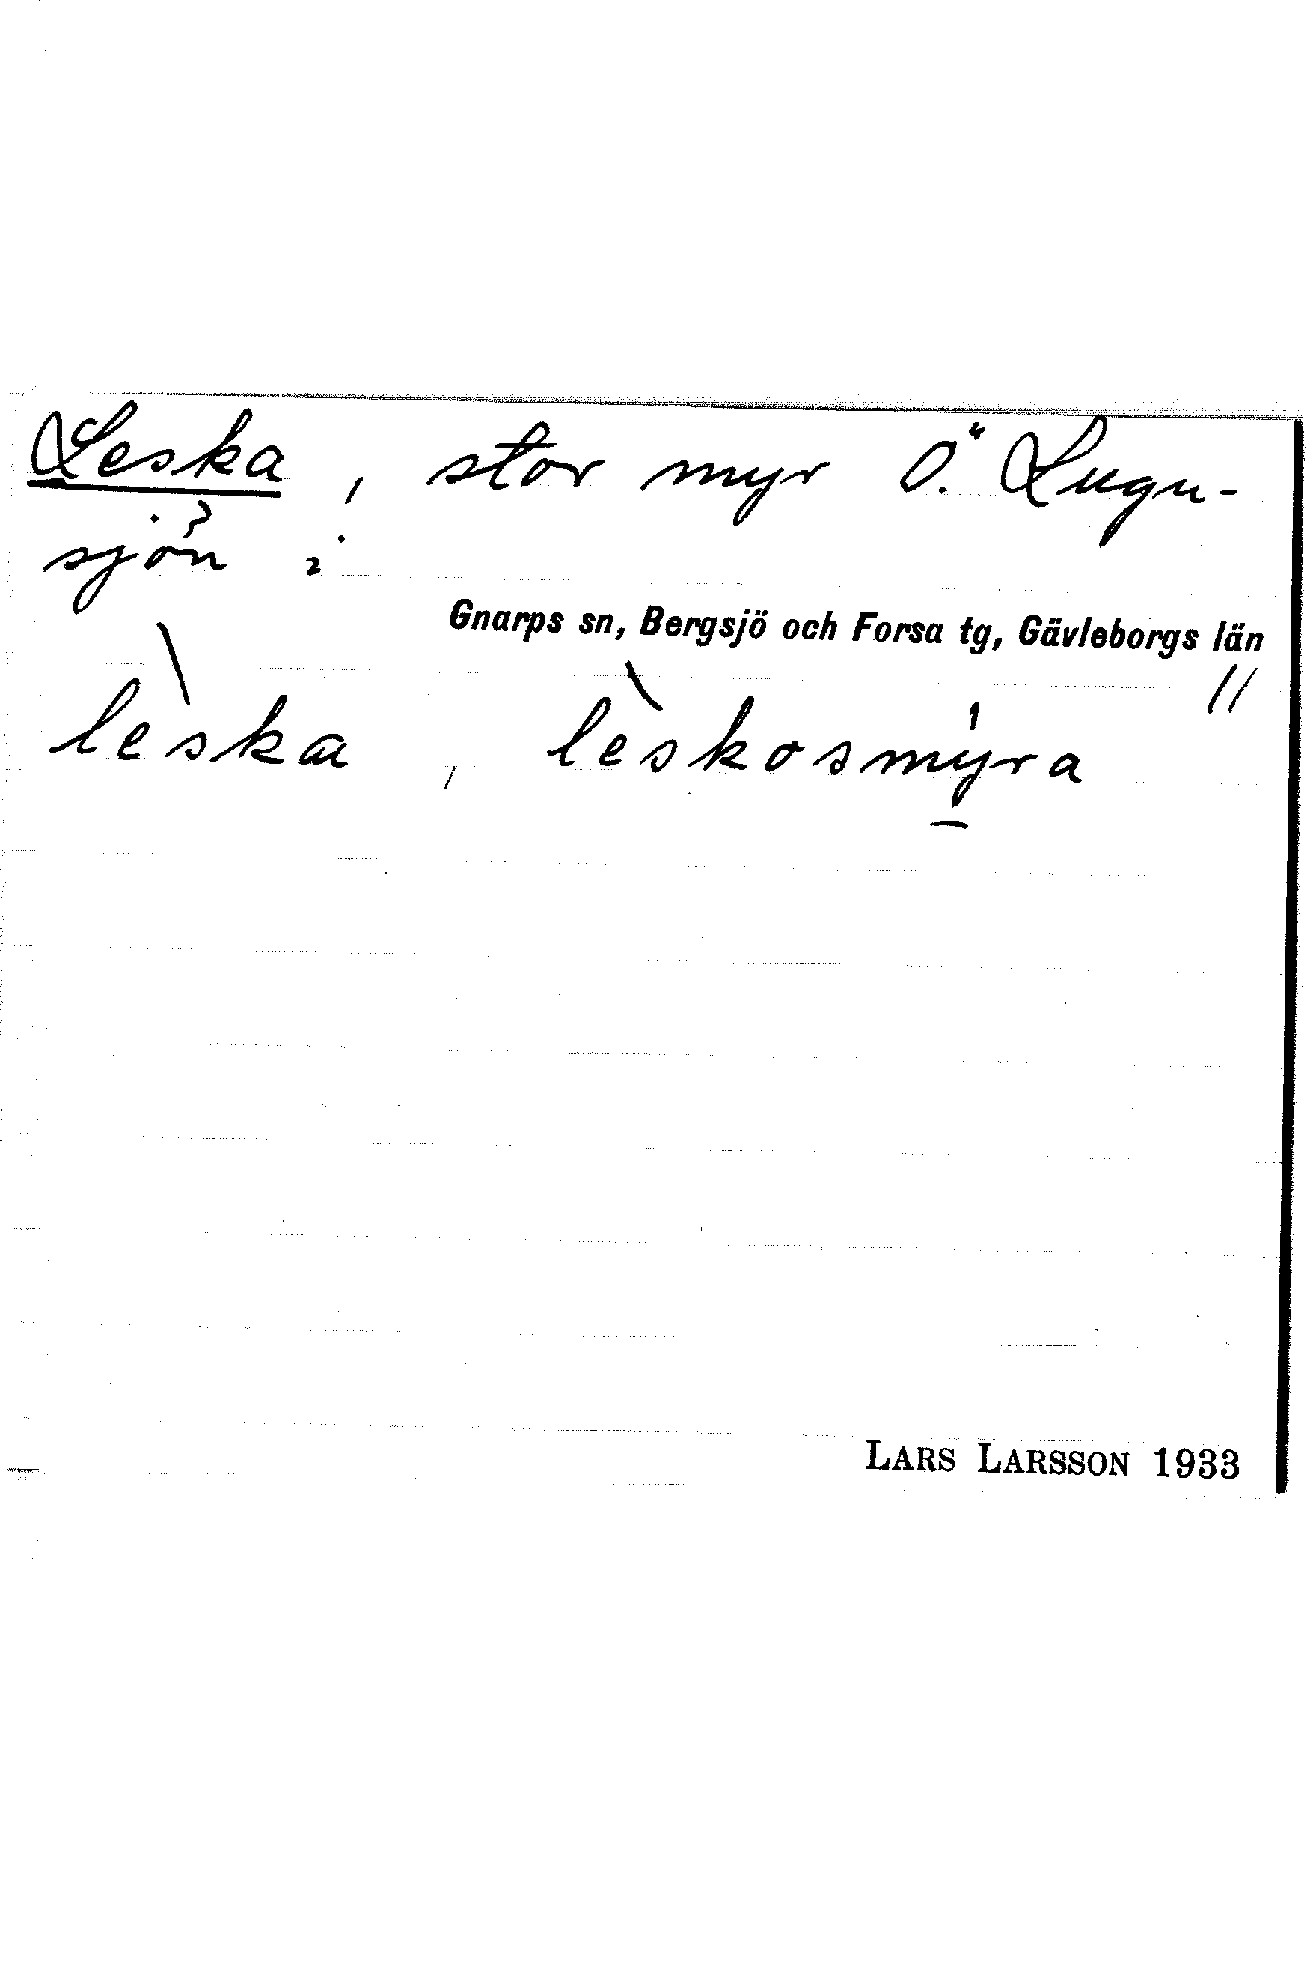 Leska, stor myr Ö. Lugn-
sjön i
Gnarps sn, Bergsjö och Forsa tg, Gävleborgs län
lèska, lèskosmýra
LARS LARSSON 1933